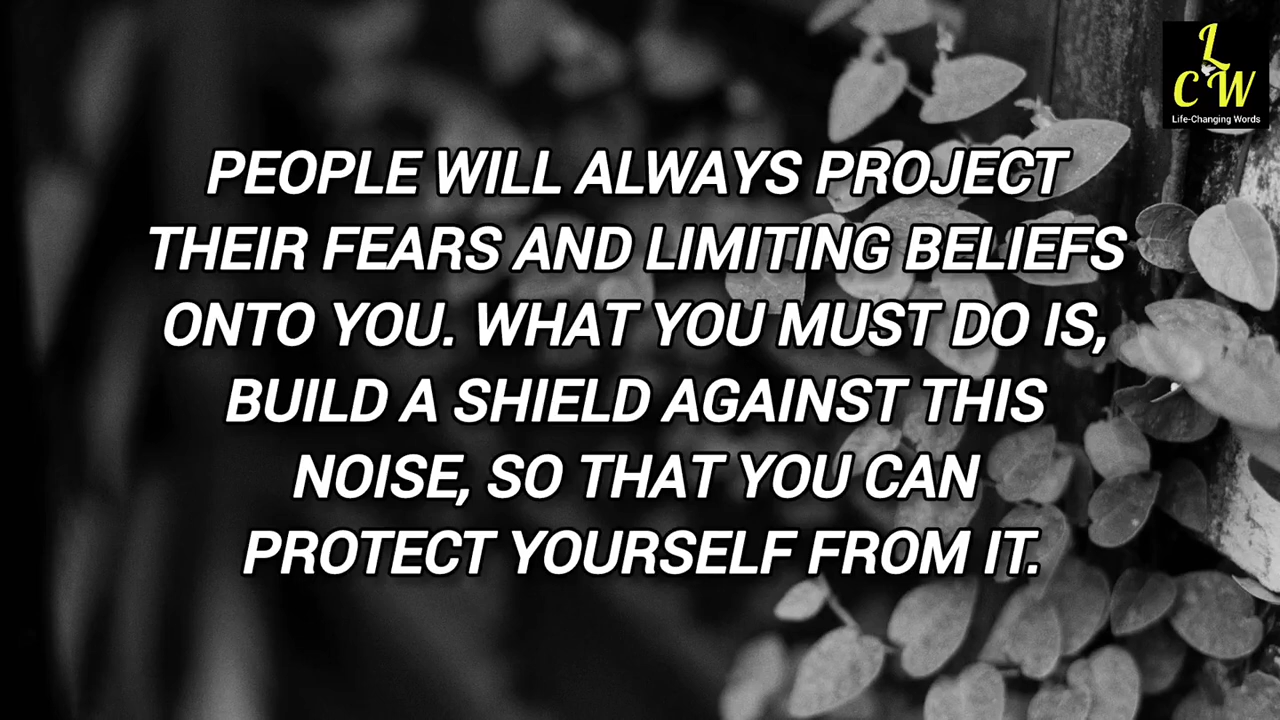 L
C W
Life-Changing Words
PEOPLE WILL ALWAYS PROJECT
THEIR FEARS AND LIMITING BELIEFS
ONTO YOU. WHAT YOU MUST DO IS,
BUILD A SHIELD AGAINST THIS
NOISE, SO THAT YOU CAN
PROTECT YOURSELF FROM IT.